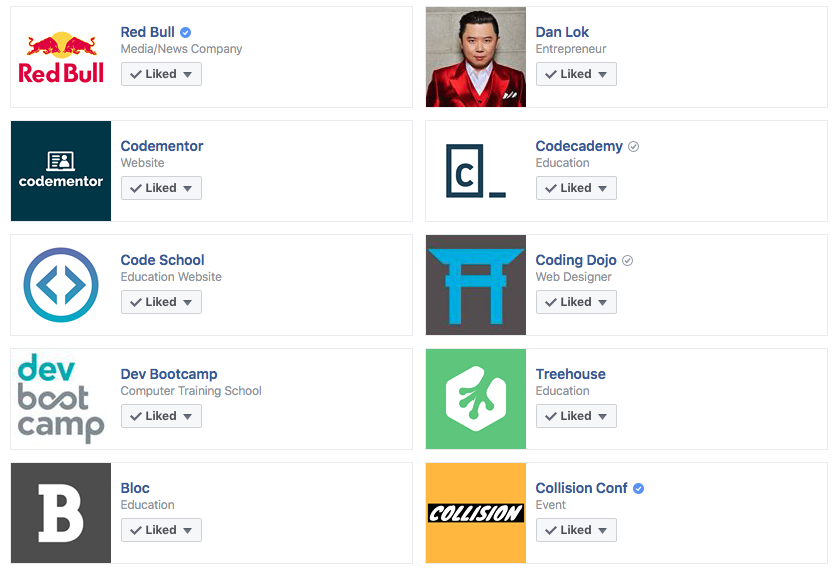 Red Bull
Media/News Company
Liked
Red Bull
Dan Lok
Entrepreneur
Liked
codementor
Codementor
Website
Liked
C_
Codecademy
Education
Liked
Code School
Education Website
Liked
Coding Dojo
Web Designer
Liked
dev
boot
camp
Dev Bootcamp
Computer Training School
Liked
Treehouse
Education
Liked
B
Bloc
Education
Liked
COLLISION
Collision Conf
Event
Liked